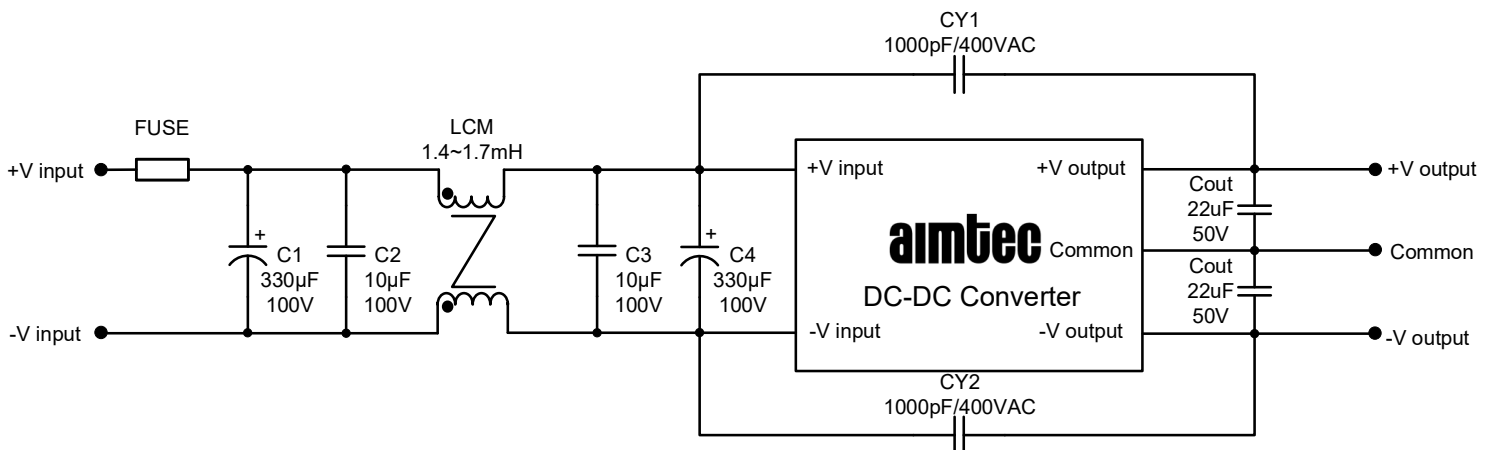 CY1
1000pF/400VAC
FUSE
LCM
1.4~1.7mH
+V input
+V input
+V output
+V output
Cout
22uF
50V
+
C1
330µF
100V
C2
10µF
100V
C3
10µF
100V
+
C4
330µF
100V
aimtec
Common
Common
DC-DC Converter
Cout
22uF
50V
-V input
-V input
-V output
-V output
CY2
1000pF/400VAC